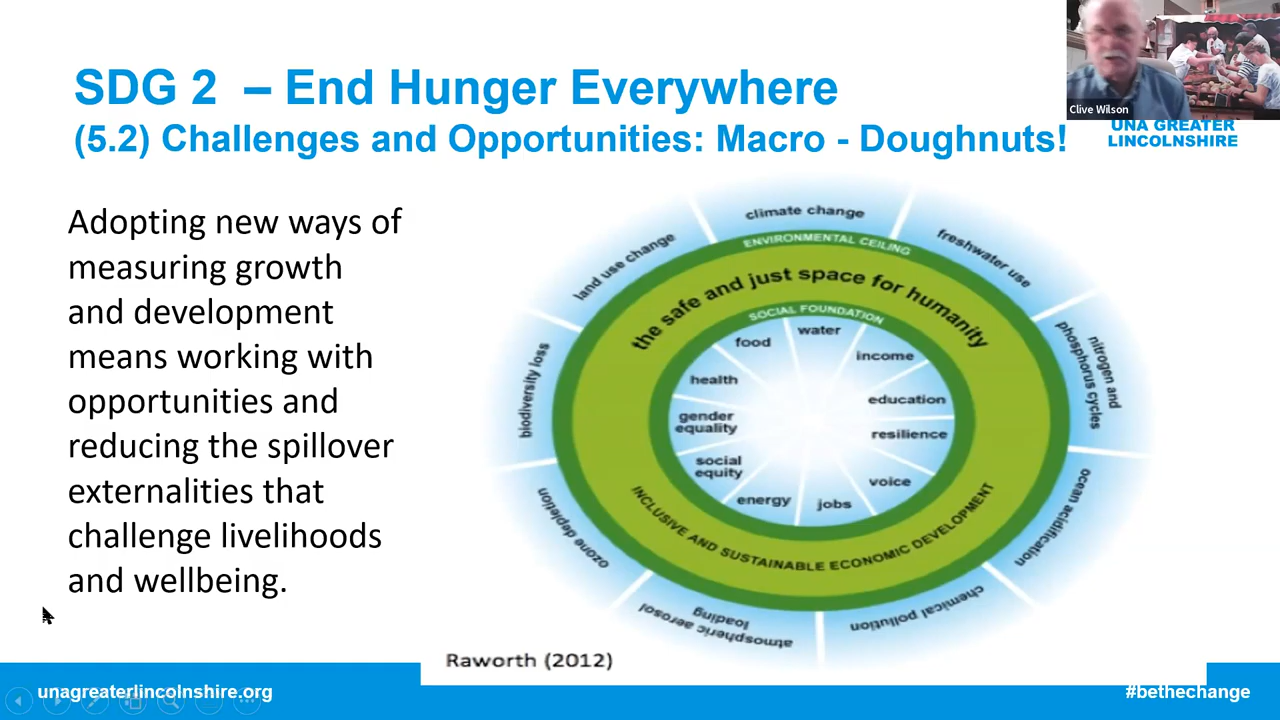 SDG 2 – End Hunger Everywhere
(5.2) Challenges and Opportunities: Macro - Doughnuts!
Clive Wilson
UNA GREATER
LINCOLNSHIRE
Adopting new ways of
measuring growth
and development
means working with
opportunities and
reducing the spillover
externalities that
challenge livelihoods
and wellbeing.
climate change
freshwater use
nitrogen and
phosphorus cycles
ocean acidification
chemical pollution
atmospheric aerosol
loading
ozone depletion
biodiversity loss
land use change
ENVIRONMENTAL CEILING
the safe and just space for humanity
SOCIAL FOUNDATION
water
income
education
resilience
voice
jobs
energy
social
equity
gender
equality
health
food
INCLUSIVE AND SUSTAINABLE ECONOMIC DEVELOPMENT
Raworth (2012)
unagreaterlincolnshire.org
#bethechange